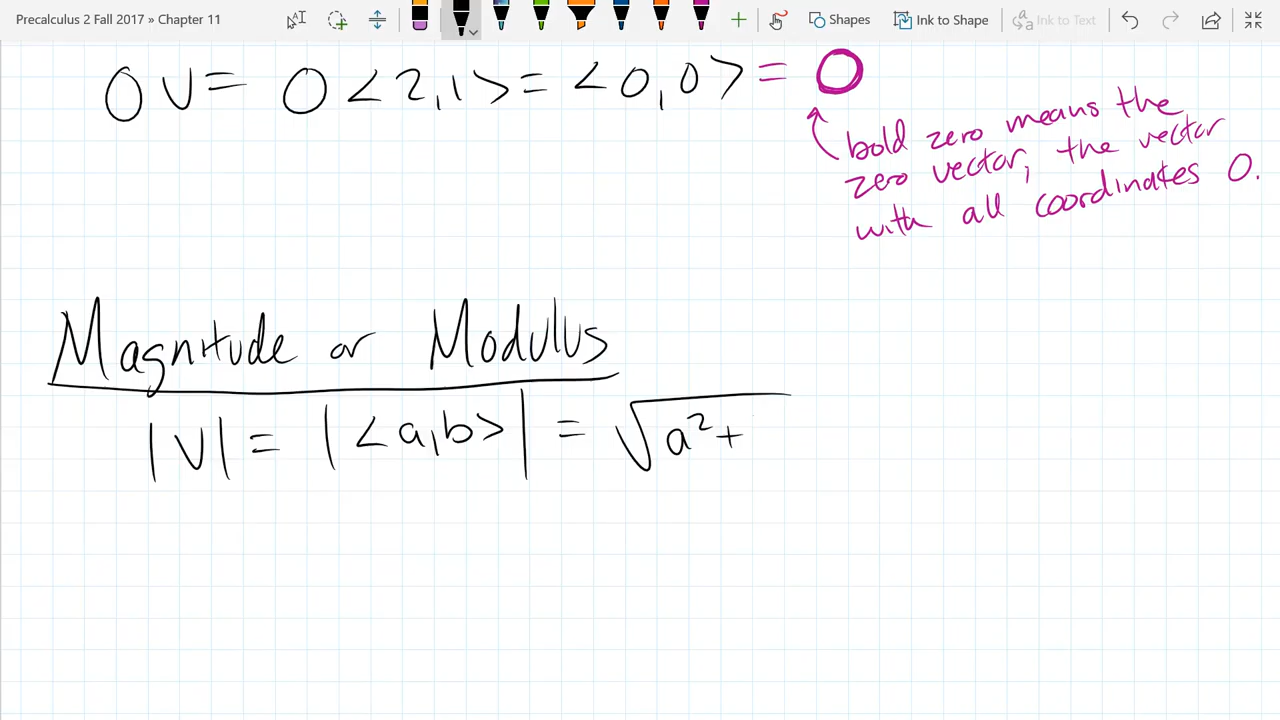 Precalculus 2 Fall 2017 » Chapter 11
Shapes
Ink to Shape
Ink to Text
0v = 0<2,1> = <0,0> = 0
bold zero means the
zero vector, the vector
with all coordinates 0.
Magnitude or Modulus
|v| = |<a,b>| = √a²+